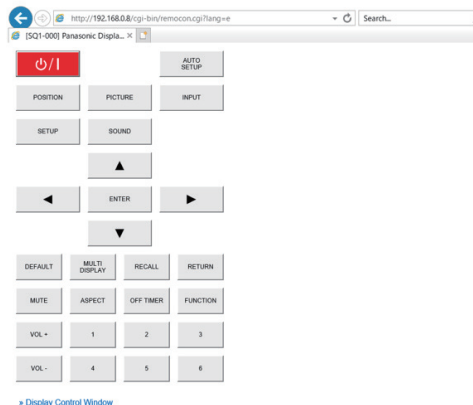 http://192.168.0.8/cgi-bin/remocon.cgi?lang=e
Search...
[SQ1-000] Panasonic Displa...
AUTO
SETUP
POSITION
PICTURE
INPUT
SETUP
SOUND
ENTER
DEFAULT
MULTI
DISPLAY
RECALL
RETURN
MUTE
ASPECT
OFF TIMER
FUNCTION
VOL +
1
2
3
VOL -
4
5
6
» Display Control Window